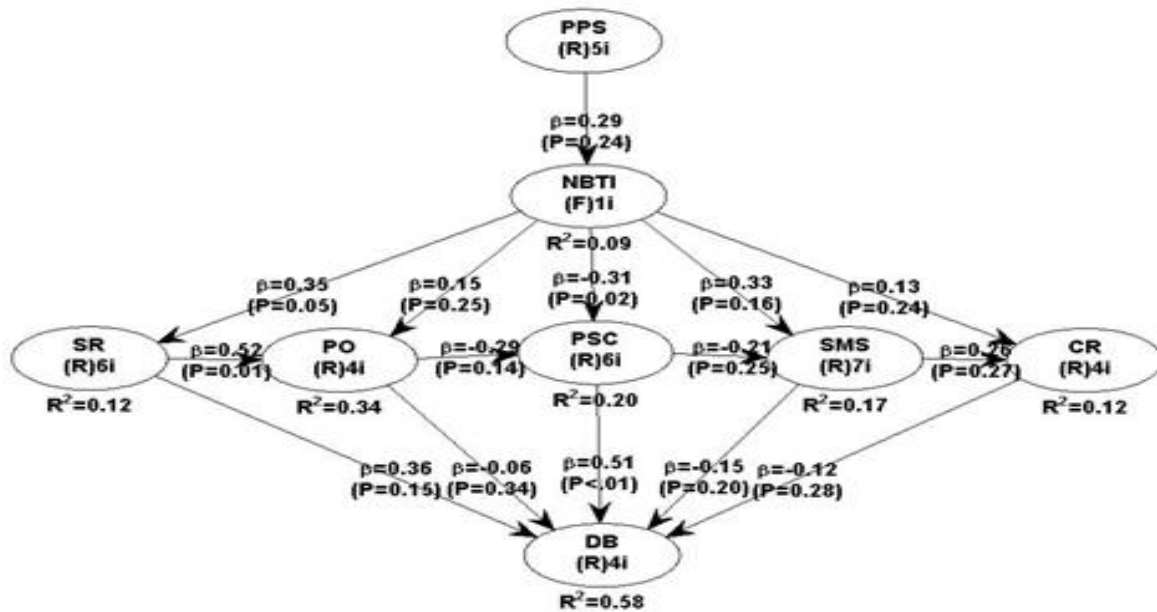 PPS
(R)5i
β=0.29
(P=0.24)
NBTI
(F)1i
R²=0.09
β=0.35
(P=0.05)
β=0.15
(P=0.25)
β=-0.31
(P=0.02)
β=0.33
(P=0.16)
β=0.13
(P=0.24)
SR
(R)6i
R²=0.12
β=0.52
(P=0.01)
PO
(R)4i
R²=0.34
β=-0.29
(P=0.14)
PSC
(R)6i
R²=0.20
β=-0.21
(P=0.25)
SMS
(R)7i
R²=0.17
β=0.26
(P=0.27)
CR
(R)4i
R²=0.12
β=0.36
(P=0.15)
β=-0.06
(P=0.34)
β=0.51
(P<.01)
β=-0.15
(P=0.20)
β=-0.12
(P=0.28)
DB
(R)4i
R²=0.58